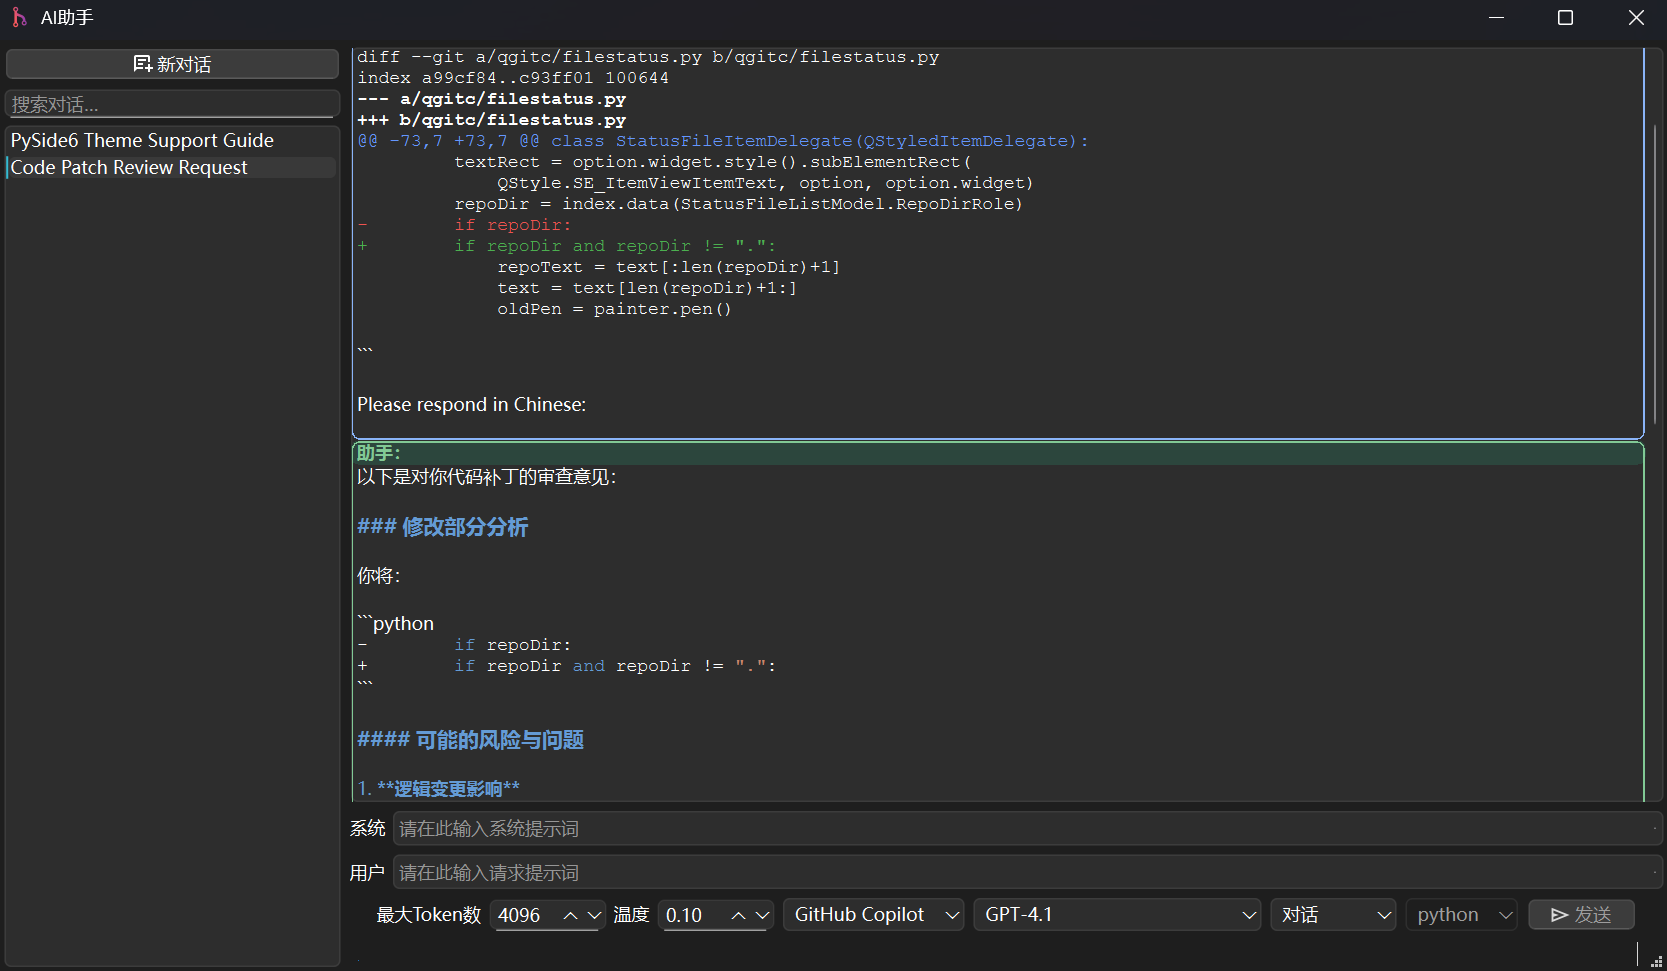 AI助手
新对话
搜索对话...
PySide6 Theme Support Guide
Code Patch Review Request
diff --git a/qgitc/filestatus.py b/qgitc/filestatus.py
index a99cf84..c93ff01 100644
--- a/qgitc/filestatus.py
+++ b/qgitc/filestatus.py
@@ -73,7 +73,7 @@ class StatusFileItemDelegate(QStyledItemDelegate):
         textRect = option.widget.style().subElementRect(
             QStyle.SE_ItemViewItemText, option, option.widget)
         repoDir = index.data(StatusFileListModel.RepoDirRole)
-        if repoDir:
+        if repoDir and repoDir != ".":
             repoText = text[:len(repoDir)+1]
             text = text[len(repoDir)+1:]
             oldPen = painter.pen()
```
Please respond in Chinese:
助手：
以下是对你代码补丁的审查意见：
### 修改部分分析
你将：
```python
-        if repoDir:
+        if repoDir and repoDir != ".":
```
#### 可能的风险与问题
1. **逻辑变更影响**
系统 请在此输入系统提示词
用户 请在此输入请求提示词
最大Token数 4096 温度 0.10 GitHub Copilot GPT-4.1 对话 python 发送